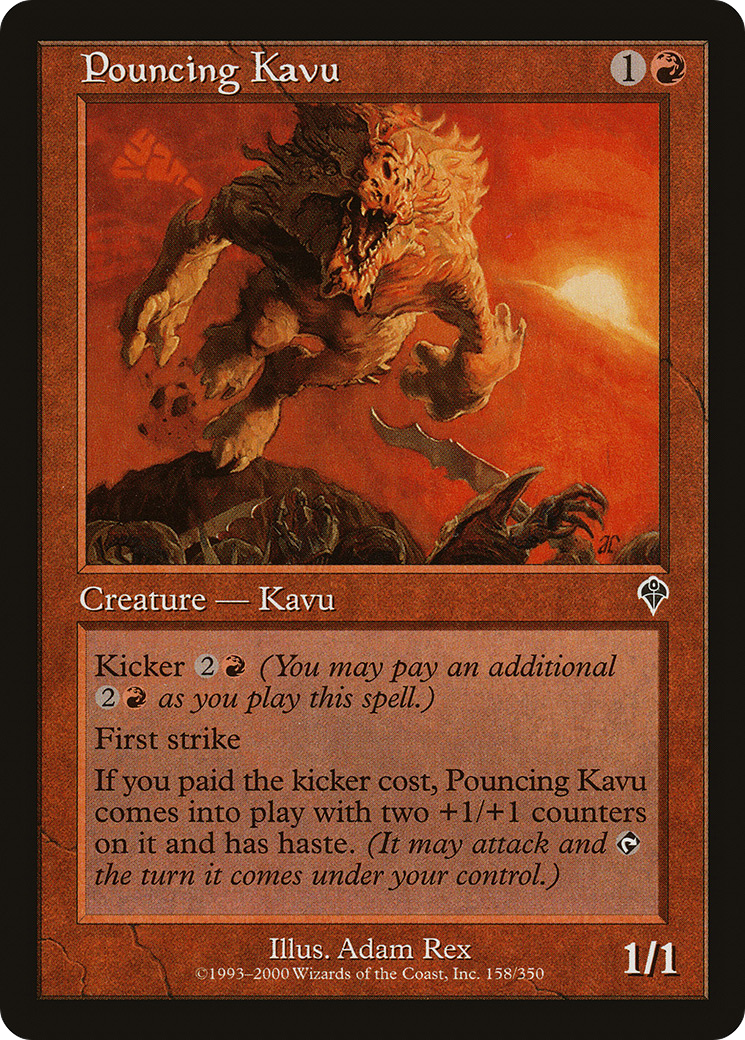 Pouncing Kavu 1
Creature — Kavu
Kicker 2 (You may pay an additional
2 as you play this spell.)
First strike
If you paid the kicker cost, Pouncing Kavu
comes into play with two +1/+1 counters
on it and has haste. (It may attack and
the turn it comes under your control.)
Illus. Adam Rex
©1993–2000 Wizards of the Coast, Inc. 158/350
1/1